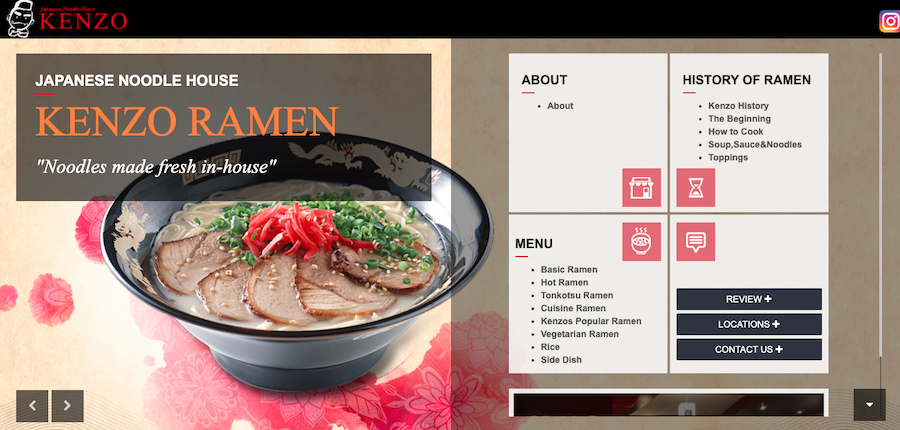 Japanese Noodle House
KENZO
JAPANESE NOODLE HOUSE
KENZO RAMEN
"Noodles made fresh in-house"
ABOUT
About
HISTORY OF RAMEN
Kenzo History
The Beginning
How to Cook
Soup,Sauce&Noodles
Toppings
MENU
Basic Ramen
Hot Ramen
Tonkotsu Ramen
Cuisine Ramen
Kenzos Popular Ramen
Vegetarian Ramen
Rice
Side Dish
REVIEW +
LOCATIONS +
CONTACT US +